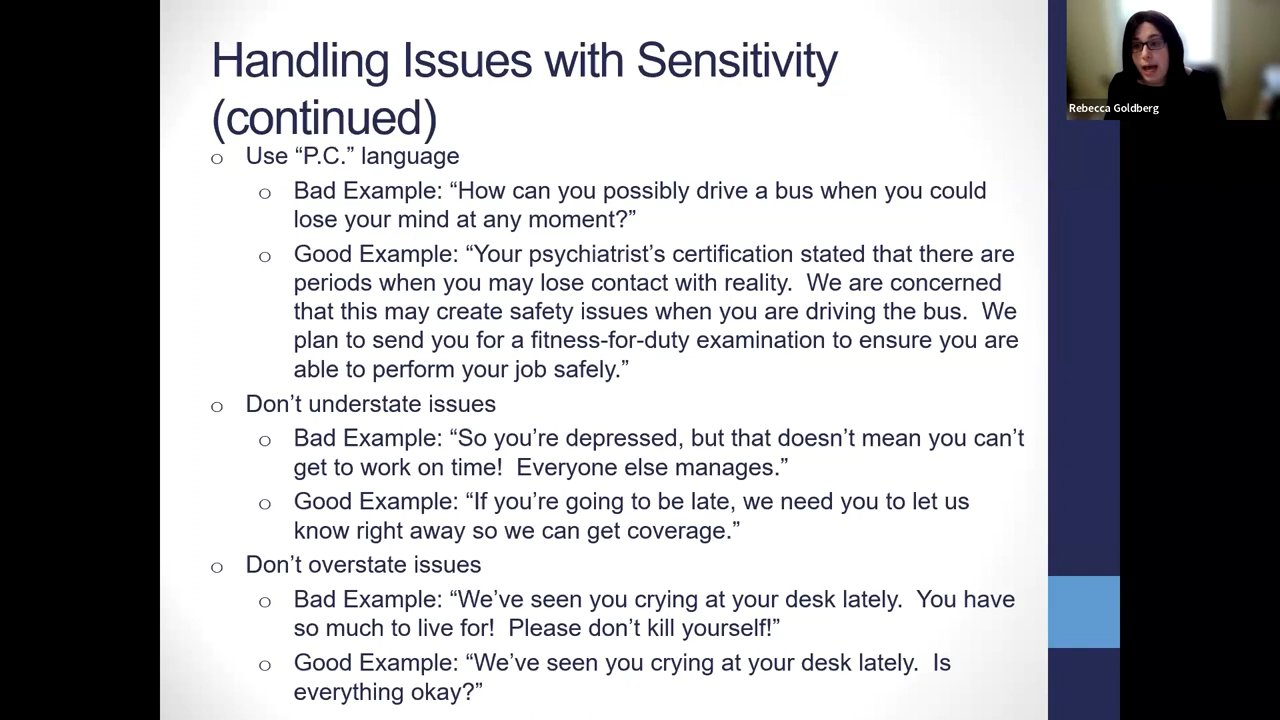 Handling Issues with Sensitivity
(continued)
Rebecca Goldberg
o Use “P.C.” language
o Bad Example: “How can you possibly drive a bus when you could
lose your mind at any moment?”
o Good Example: “Your psychiatrist’s certification stated that there are
periods when you may lose contact with reality.  We are concerned
that this may create safety issues when you are driving the bus.  We
plan to send you for a fitness-for-duty examination to ensure you are
able to perform your job safely.”
o Don’t understate issues
o Bad Example: “So you’re depressed, but that doesn’t mean you can’t
get to work on time!  Everyone else manages.”
o Good Example: “If you’re going to be late, we need you to let us
know right away so we can get coverage.”
o Don’t overstate issues
o Bad Example: “We’ve seen you crying at your desk lately.  You have
so much to live for!  Please don’t kill yourself!”
o Good Example: “We’ve seen you crying at your desk lately.  Is
everything okay?”